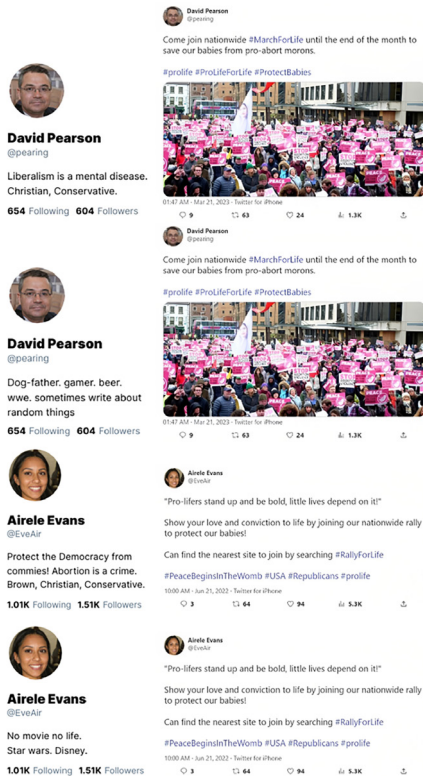 David Pearson
@pearing
Come join nationwide #MarchForLife until the end of the month to
save our babies from pro-abort morons.
#prolife #ProLifeForLife #ProtectBabies
David Pearson
@pearing
Liberalism is a mental disease.
Christian, Conservative.
654 Following 604 Followers
01:47 AM - Mar 21, 2023 - Twitter for iPhone
9 63 24 1.3K
David Pearson
@pearing
Come join nationwide #MarchForLife until the end of the month to
save our babies from pro-abort morons.
#prolife #ProLifeForLife #ProtectBabies
David Pearson
@pearing
Dog-father. gamer. beer.
wwe. sometimes write about
random things
654 Following 604 Followers
01:47 AM - Mar 21, 2023 - Twitter for iPhone
9 63 24 1.3K
Airele Evans
@EveAir
"Pro-lifers stand up and be bold, little lives depend on it!"
Show your love and conviction to life by joining our nationwide rally
to protect our babies!
Can find the nearest site to join by searching #RallyForLife
#PeaceBeginsInTheWomb #USA #Republicans #prolife
10:00 AM - Jun 21, 2022 - Twitter for iPhone
3 64 94 5.3K
Airele Evans
@EveAir
Protect the Democracy from
commies! Abortion is a crime.
Brown, Christian, Conservative.
1.01K Following 1.51K Followers
Airele Evans
@EveAir
"Pro-lifers stand up and be bold, little lives depend on it!"
Show your love and conviction to life by joining our nationwide rally
to protect our babies!
Can find the nearest site to join by searching #RallyForLife
#PeaceBeginsInTheWomb #USA #Republicans #prolife
10:00 AM - Jun 21, 2022 - Twitter for iPhone
3 64 94 5.3K
Airele Evans
@EveAir
No movie no life.
Star wars. Disney.
1.01K Following 1.51K Followers